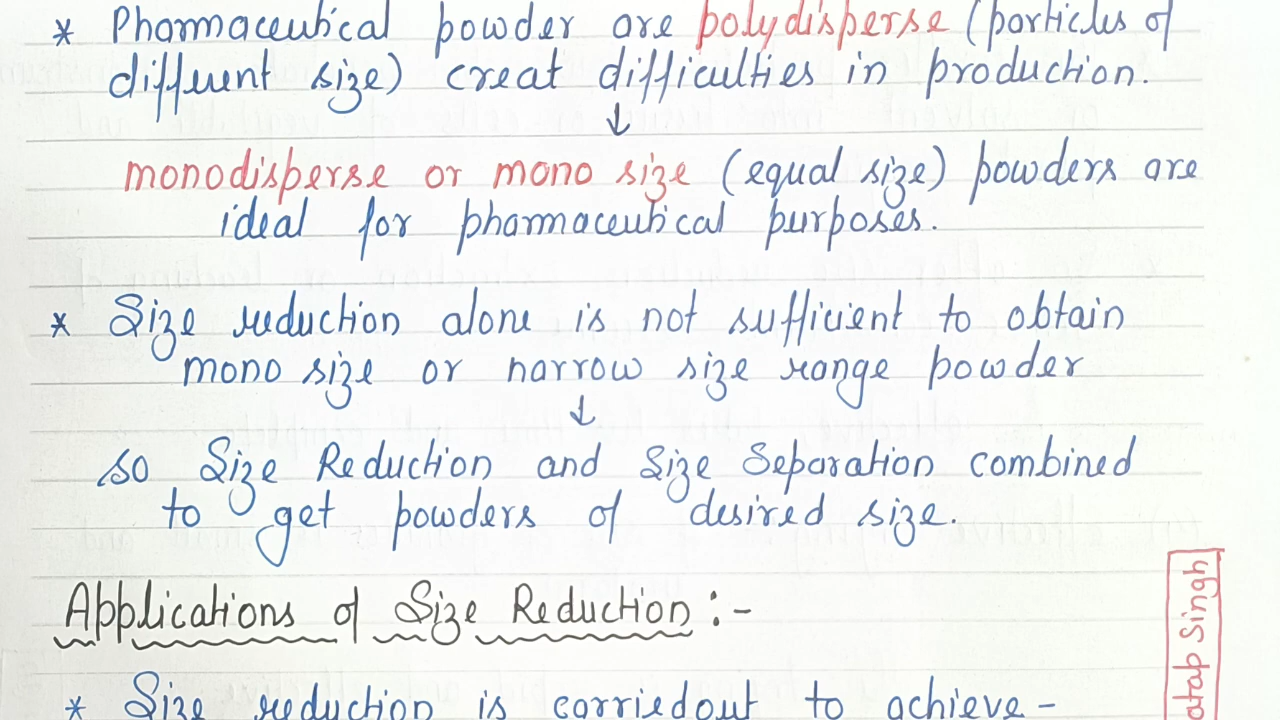 * Pharmaceutical powder are polydisperse (particles of
different size) creat difficulties in production.
↓
monodisperse or mono size (equal size) powders are
ideal for pharmaceutical purposes.
* Size reduction alone is not sufficient to obtain
mono size or narrow size range powder
↓
so Size Reduction and Size Separation combined
to get powders of desired size.
Applications of Size Reduction :-
* Size reduction is carriedout to achieve -
atap Singh